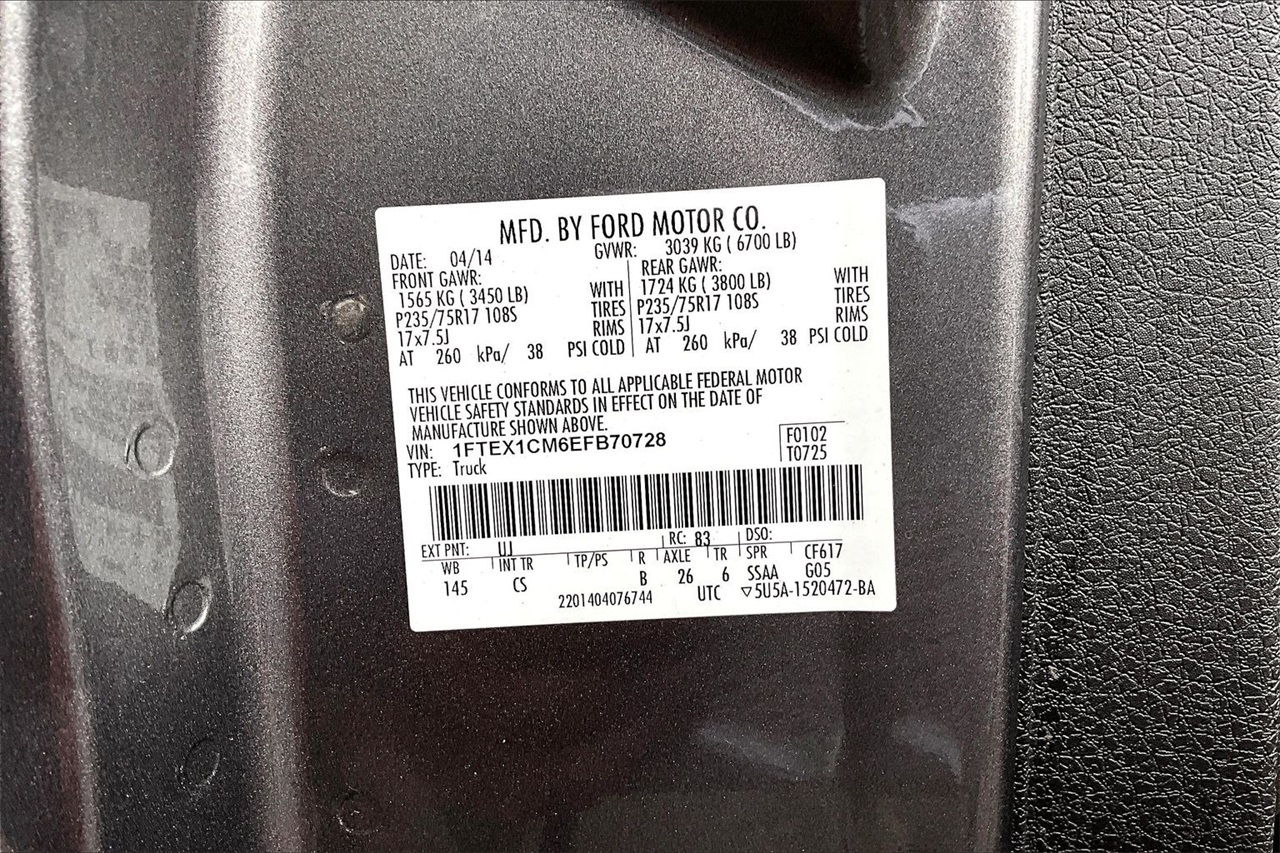 MFD. BY FORD MOTOR CO.
DATE: 04/14 GVWR: 3039 KG ( 6700 LB)
FRONT GAWR: REAR GAWR:
1565 KG ( 3450 LB) WITH 1724 KG ( 3800 LB) WITH
P235/75R17 108S TIRES P235/75R17 108S TIRES
17x7.5J RIMS 17x7.5J RIMS
AT 260 kPa/ 38 PSI COLD AT 260 kPa/ 38 PSI COLD
THIS VEHICLE CONFORMS TO ALL APPLICABLE FEDERAL MOTOR
VEHICLE SAFETY STANDARDS IN EFFECT ON THE DATE OF
MANUFACTURE SHOWN ABOVE.
VIN: 1FTEX1CM6EFB70728 F0102
TYPE: Truck T0725
EXT PNT: UJ RC: 83 DSO:
WB INT TR TP/PS R AXLE TR SPR CF617
145 CS B 26 6 SSAA G05
2201404076744 UTC ▽5U5A-1520472-BA